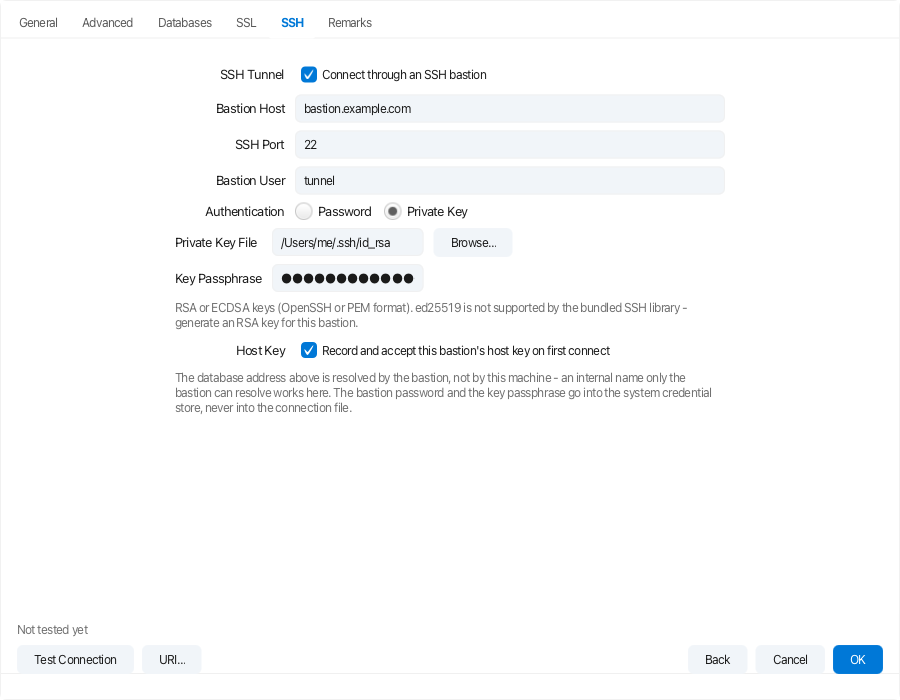 General Advanced Databases SSL SSH Remarks
SSH Tunnel Connect through an SSH bastion
Bastion Host bastion.example.com
SSH Port 22
Bastion User tunnel
Authentication Password Private Key
Private Key File /Users/me/.ssh/id_rsa Browse...
Key Passphrase ●●●●●●●●●●●●
RSA or ECDSA keys (OpenSSH or PEM format). ed25519 is not supported by the bundled SSH library -
generate an RSA key for this bastion.
Host Key Record and accept this bastion's host key on first connect
The database address above is resolved by the bastion, not by this machine - an internal name only the
bastion can resolve works here. The bastion password and the key passphrase go into the system credential
store, never into the connection file.
Not tested yet
Test Connection URI... Back Cancel OK